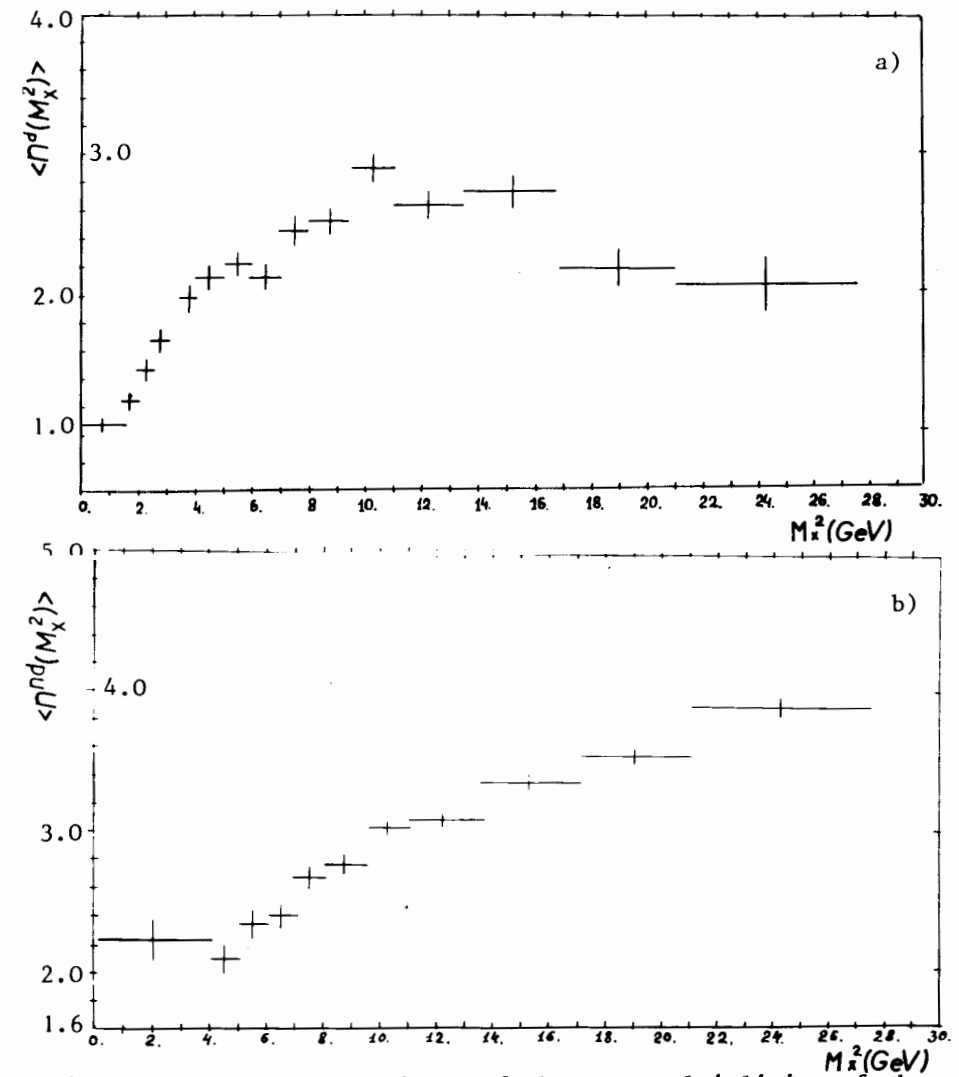 4.0
a)
<n^d(M_x^2)>
3.0
2.0
1.0
0. 2. 4. 6. 8 10. 12. 14. 16. 18. 20. 22. 24. 26. 28. 30.
M_x^2(GeV)
5.0
b)
<n^nd(M_x^2)>
4.0
3.0
2.0
1.6
0. 2. 4. 6. 8. 10. 12. 14. 16. 18. 20. 22. 24. 26. 28. 30.
M_x^2(GeV)